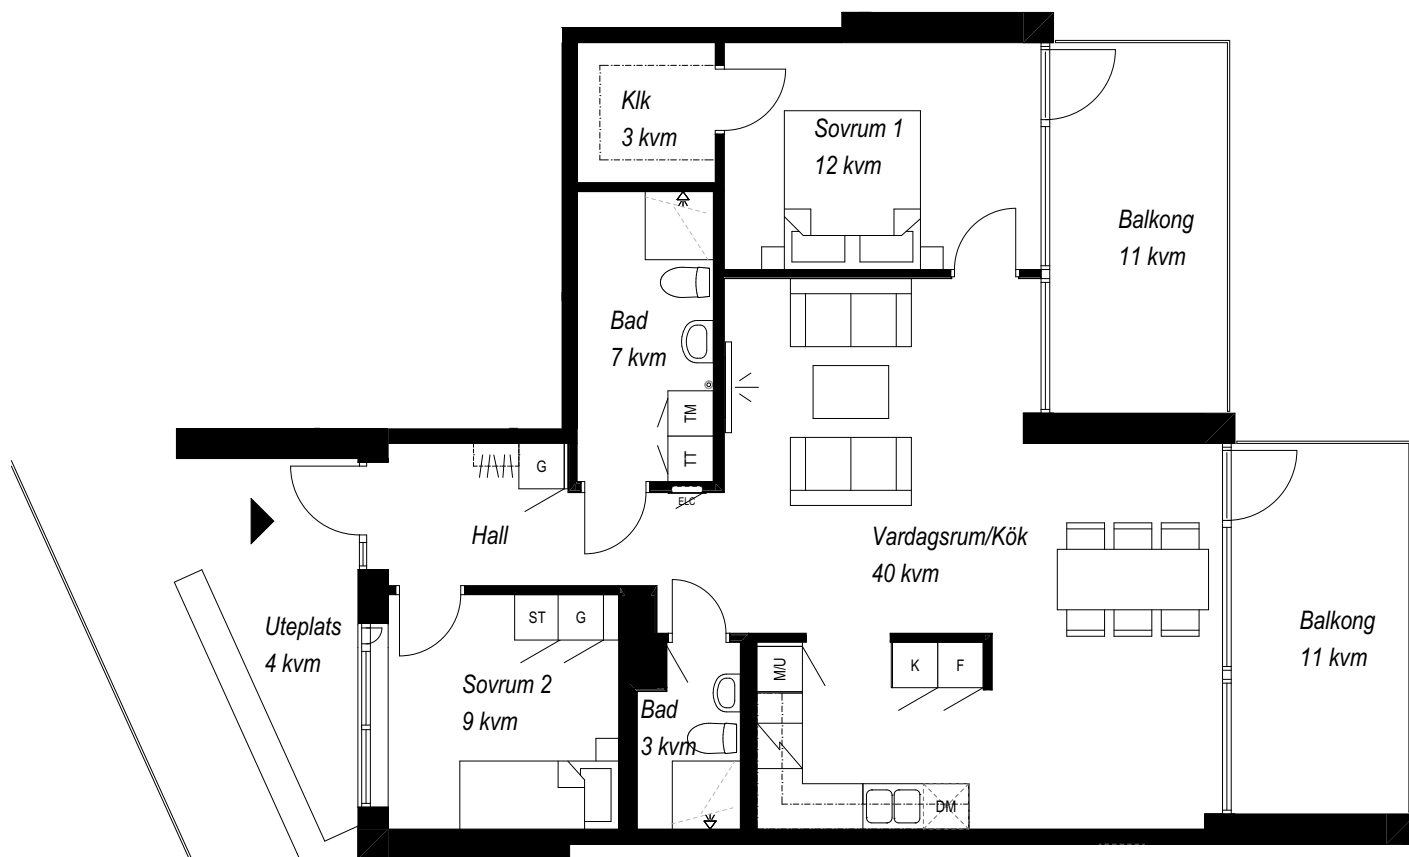 Klk
3 kvm
Sovrum 1
12 kvm
Balkong
11 kvm
Bad
7 kvm
TM
TT
G
ELC
Hall
Vardagsrum/Kök
40 kvm
Uteplats
4 kvm
ST
G
Sovrum 2
9 kvm
Bad
3 kvm
M/U
K
F
DM
Balkong
11 kvm